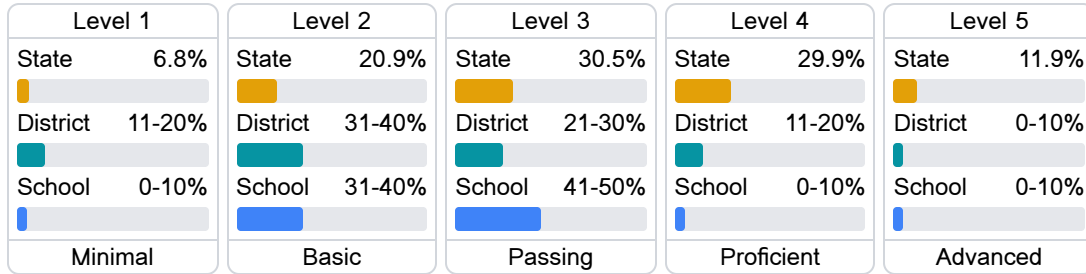 Level 1
State 6.8%
District 11-20%
School 0-10%
Minimal
Level 2
State 20.9%
District 31-40%
School 31-40%
Basic
Level 3
State 30.5%
District 21-30%
School 41-50%
Passing
Level 4
State 29.9%
District 11-20%
School 0-10%
Proficient
Level 5
State 11.9%
District 0-10%
School 0-10%
Advanced